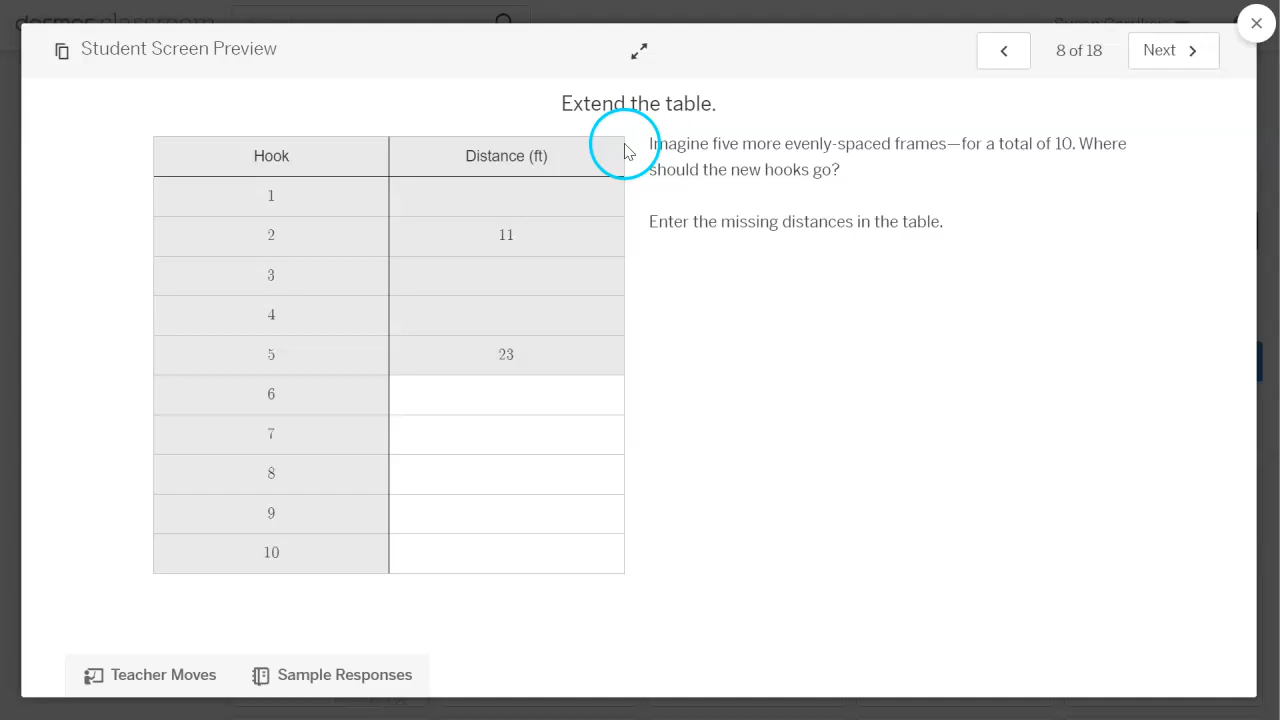 desmos classroom
Student Screen Preview
8 of 18
Next
Extend the table.
Hook Distance (ft)
1
2 11
3
4
5 23
6
7
8
9
10
Imagine five more evenly-spaced frames—for a total of 10. Where
should the new hooks go?
Enter the missing distances in the table.
Teacher Moves
Sample Responses